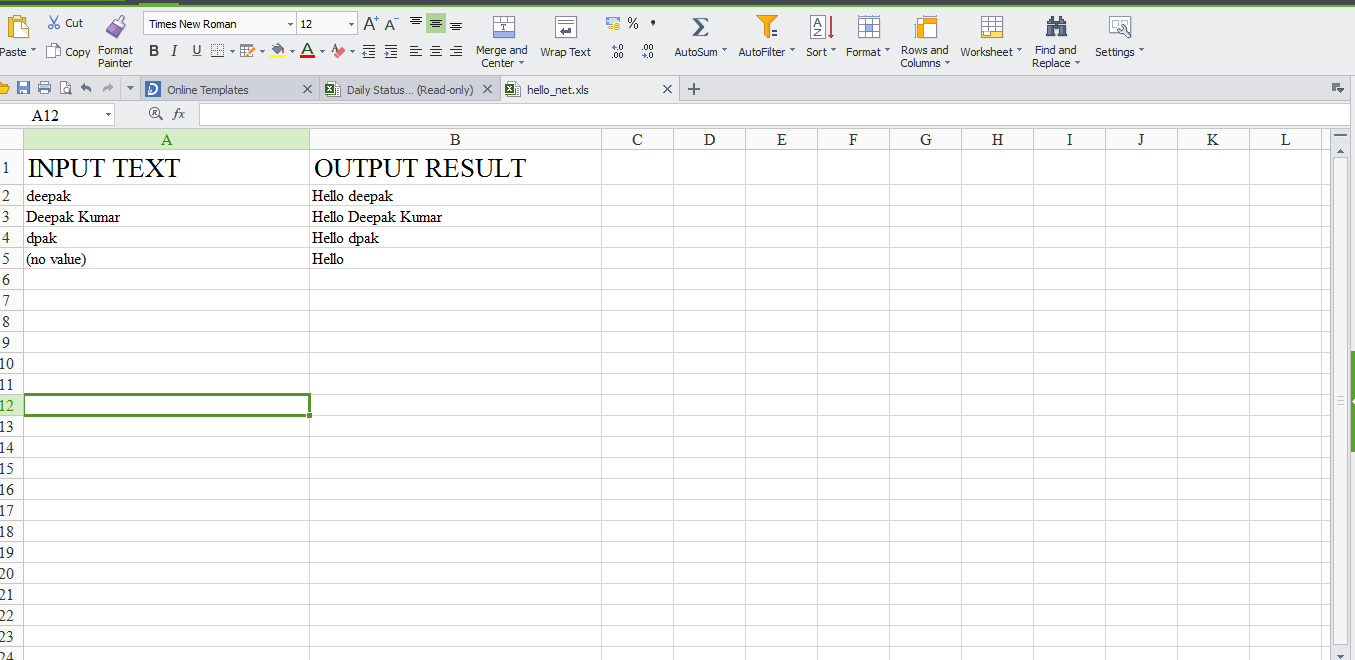 Cut
Times New Roman 12 A+ A-
Paste Copy Format Painter B I U A
Merge and Center Wrap Text % , .0 .00 .00 .0 AutoSum AutoFilter Sort Format Rows and Columns Worksheet Find and Replace Settings
Online Templates Daily Status... (Read-only) hello_net.xls
A12 fx
A B C D E F G H I J K L
1 INPUT TEXT OUTPUT RESULT
2 deepak Hello deepak
3 Deepak Kumar Hello Deepak Kumar
4 dpak Hello dpak
5 (no value) Hello
6
7
8
9
10
11
12
13
14
15
16
17
18
19
20
21
22
23
24